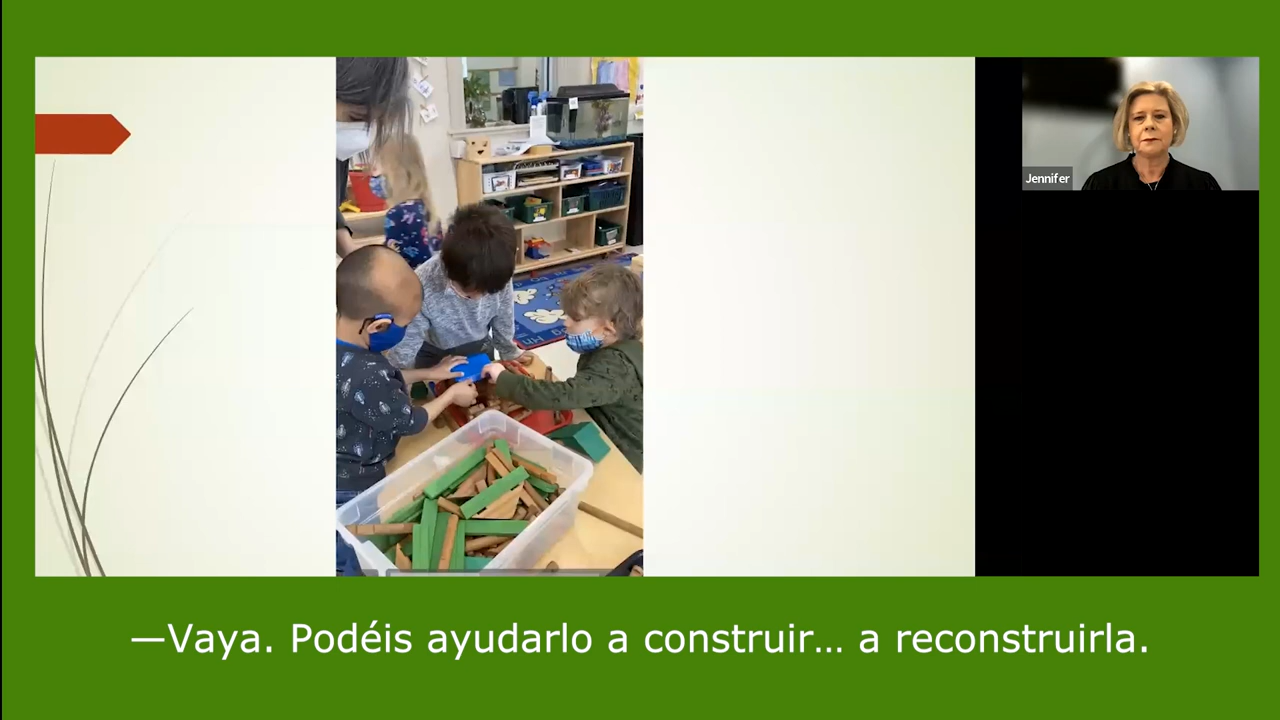 Jennifer
—Vaya. Podéis ayudarlo a construir… a reconstruirla.